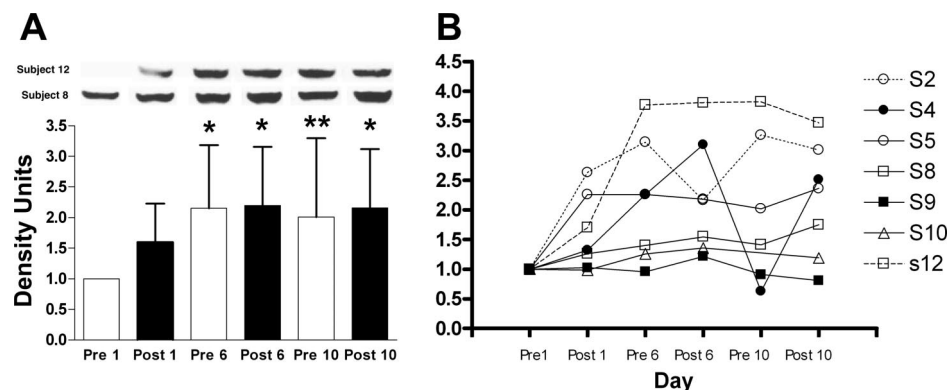 A
B
Subject 12
Subject 8
3.5
3.0
2.5
2.0
1.5
1.0
0.5
0.0
Density Units
* * ** *
Pre 1 Post 1 Pre 6 Post 6 Pre 10 Post 10
4.5
4.0
3.5
3.0
2.5
2.0
1.5
1.0
0.5
0.0
Pre1 Post 1 Pre 6 Post 6 Pre 10 Post 10
Day
S2
S4
S5
S8
S9
S10
s12